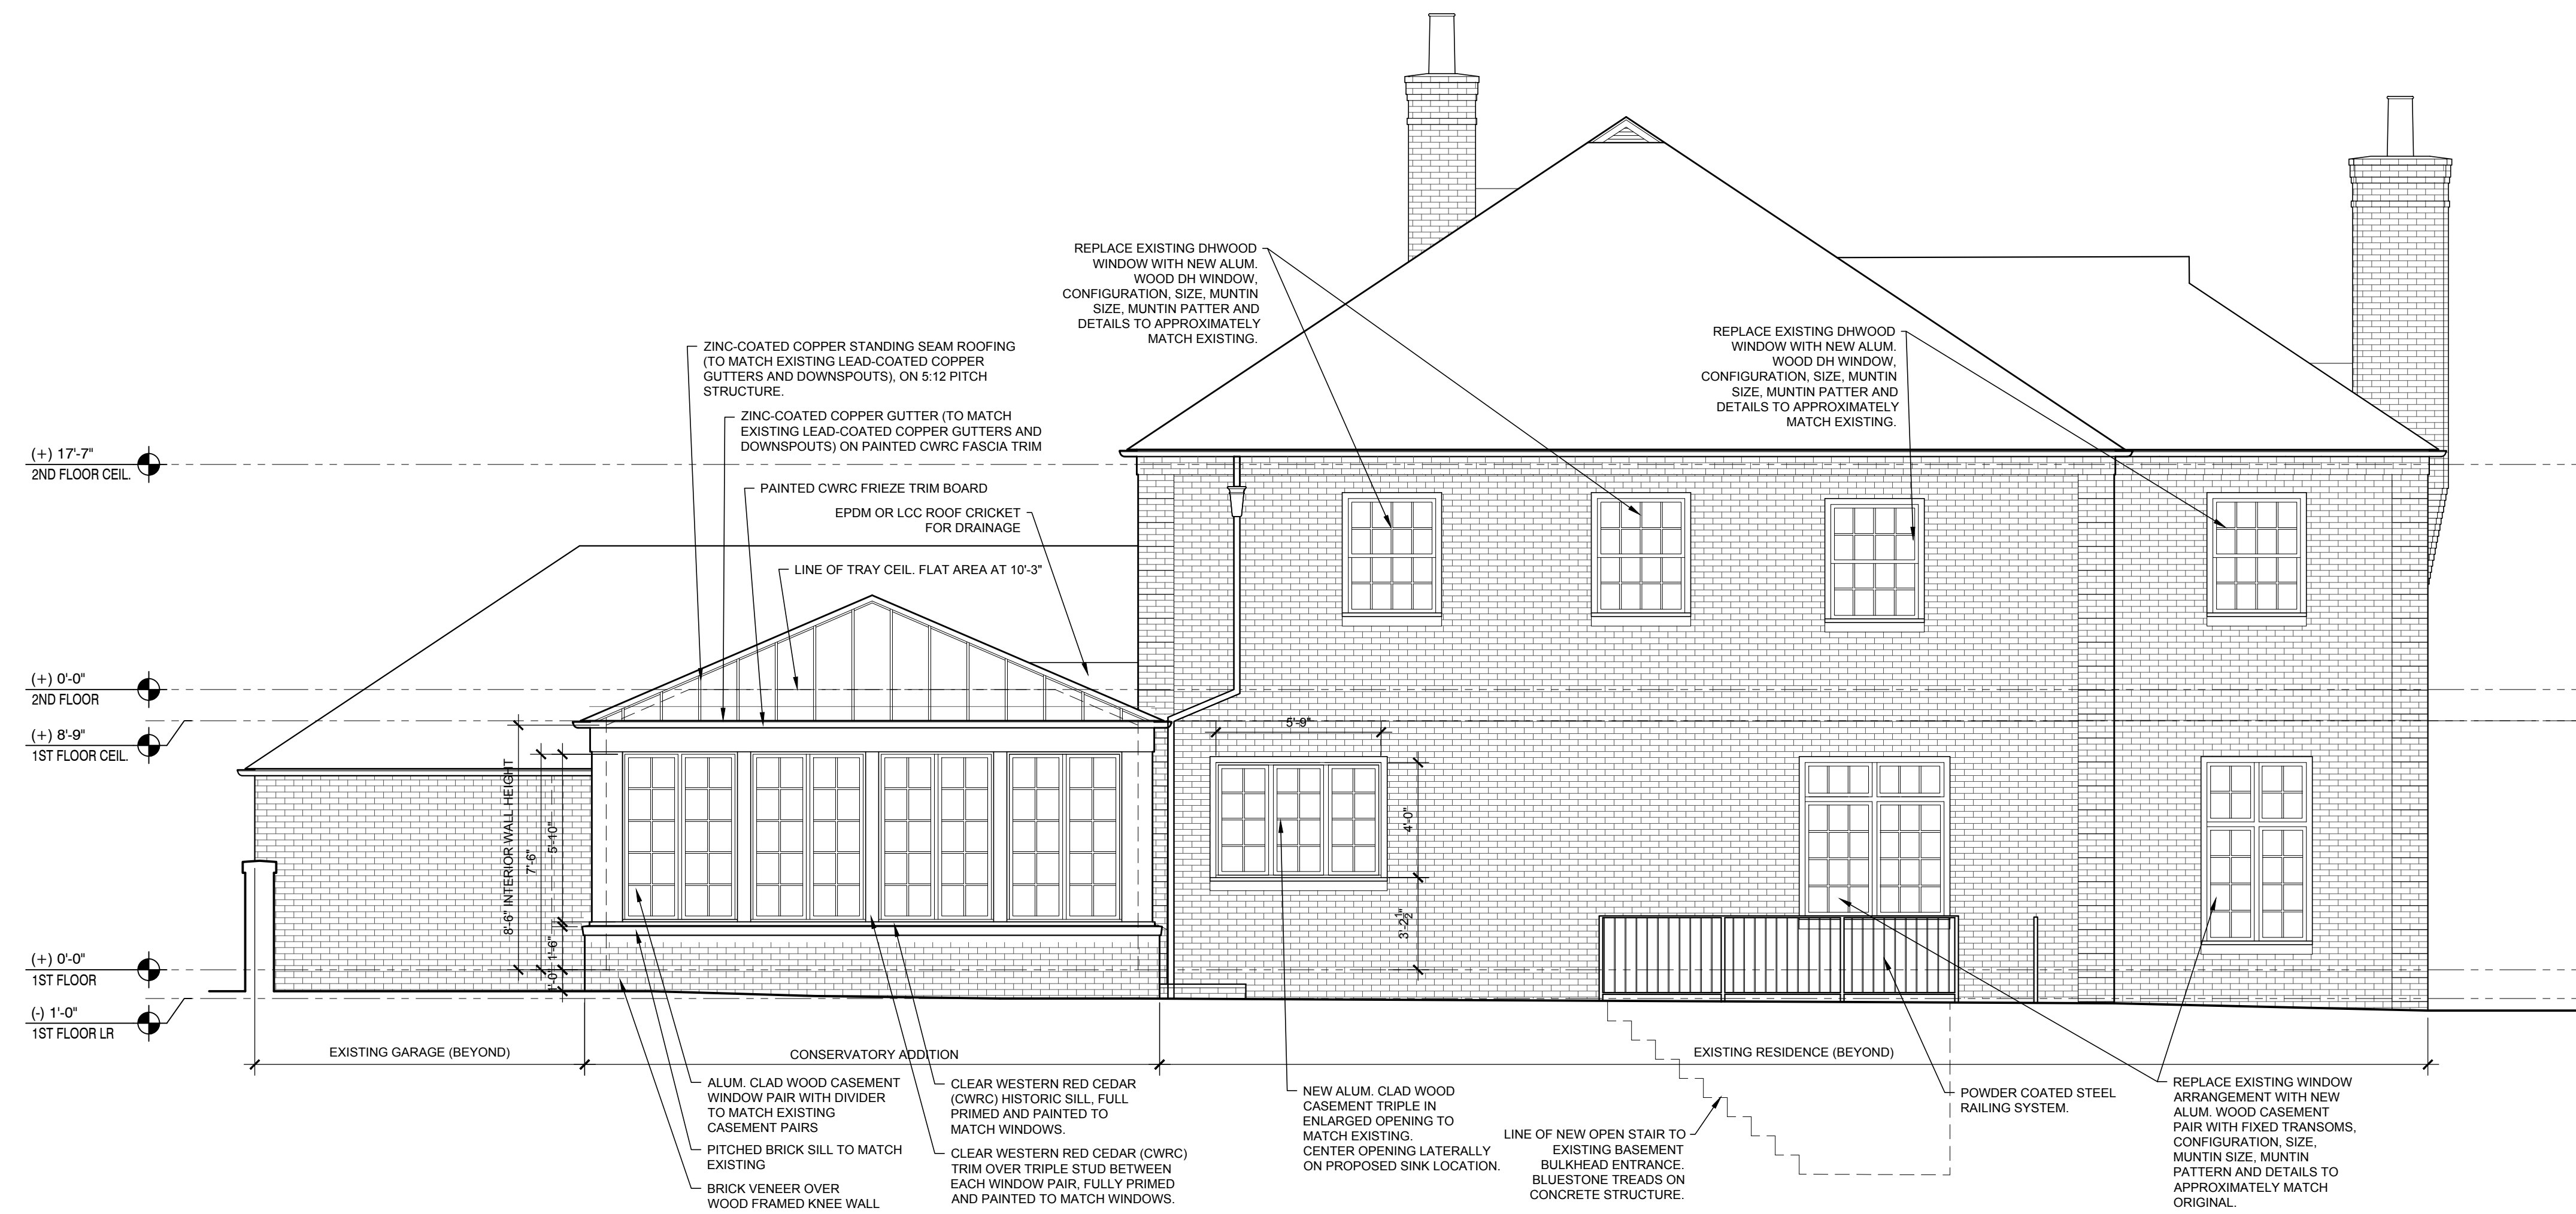 REPLACE EXISTING DHWOOD
WINDOW WITH NEW ALUM.
WOOD DH WINDOW,
CONFIGURATION, SIZE, MUNTIN
SIZE, MUNTIN PATTER AND
DETAILS TO APPROXIMATELY
MATCH EXISTING.
REPLACE EXISTING DHWOOD
WINDOW WITH NEW ALUM.
WOOD DH WINDOW,
CONFIGURATION, SIZE, MUNTIN
SIZE, MUNTIN PATTER AND
DETAILS TO APPROXIMATELY
MATCH EXISTING.
ZINC-COATED COPPER STANDING SEAM ROOFING
(TO MATCH EXISTING LEAD-COATED COPPER
GUTTERS AND DOWNSPOUTS), ON 5:12 PITCH
STRUCTURE.
ZINC-COATED COPPER GUTTER (TO MATCH
EXISTING LEAD-COATED COPPER GUTTERS AND
DOWNSPOUTS) ON PAINTED CWRC FASCIA TRIM
PAINTED CWRC FRIEZE TRIM BOARD
EPDM OR LCC ROOF CRICKET
FOR DRAINAGE
LINE OF TRAY CEIL. FLAT AREA AT 10'-3"
(+) 17'-7"
2ND FLOOR CEIL.
(+) 0'-0"
2ND FLOOR
(+) 8'-9"
1ST FLOOR CEIL.
(+) 0'-0"
1ST FLOOR
(-) 1'-0"
1ST FLOOR LR
8'-6" INTERIOR WALL HEIGHT
7'-6"
5'-10"
1'-6"
1'-0"
5'-9"
4'-0"
3'-2½"
EXISTING GARAGE (BEYOND)
CONSERVATORY ADDITION
EXISTING RESIDENCE (BEYOND)
ALUM. CLAD WOOD CASEMENT
WINDOW PAIR WITH DIVIDER
TO MATCH EXISTING
CASEMENT PAIRS
PITCHED BRICK SILL TO MATCH
EXISTING
BRICK VENEER OVER
WOOD FRAMED KNEE WALL
CLEAR WESTERN RED CEDAR
(CWRC) HISTORIC SILL, FULL
PRIMED AND PAINTED TO
MATCH WINDOWS.
CLEAR WESTERN RED CEDAR (CWRC)
TRIM OVER TRIPLE STUD BETWEEN
EACH WINDOW PAIR, FULLY PRIMED
AND PAINTED TO MATCH WINDOWS.
NEW ALUM. CLAD WOOD
CASEMENT TRIPLE IN
ENLARGED OPENING TO
MATCH EXISTING.
CENTER OPENING LATERALLY
ON PROPOSED SINK LOCATION.
LINE OF NEW OPEN STAIR TO
EXISTING BASEMENT
BULKHEAD ENTRANCE.
BLUESTONE TREADS ON
CONCRETE STRUCTURE.
POWDER COATED STEEL
RAILING SYSTEM.
REPLACE EXISTING WINDOW
ARRANGEMENT WITH NEW
ALUM. WOOD CASEMENT
PAIR WITH FIXED TRANSOMS,
CONFIGURATION, SIZE,
MUNTIN SIZE, MUNTIN
PATTERN AND DETAILS TO
APPROXIMATELY MATCH
ORIGINAL.